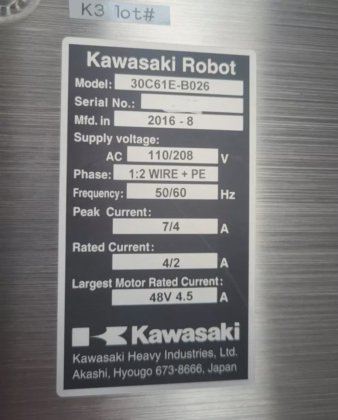 K3 lot#
Kawasaki Robot
Model: 30C61E-B026
Serial No.:
Mfd. in 2016 - 8
Supply voltage:
AC 110/208 V
Phase: 1:2 WIRE + PE
Frequency: 50/60 Hz
Peak Current:
7/4 A
Rated Current:
4/2 A
Largest Motor Rated Current:
48V 4.5 A
Kawasaki
Kawasaki Heavy Industries, Ltd.
Akashi, Hyougo 673-8666, Japan